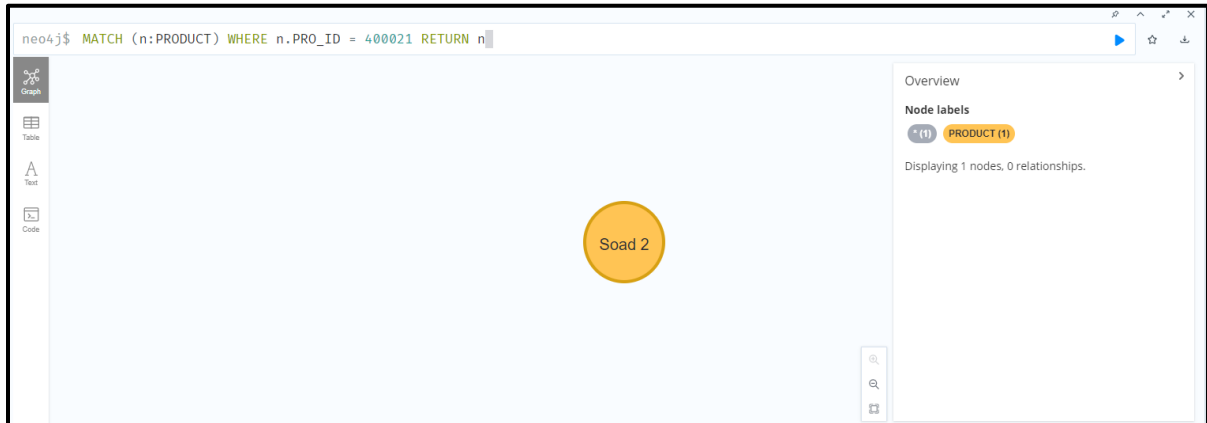 neo4j$ MATCH (n:PRODUCT) WHERE n.PRO_ID = 400021 RETURN n
Graph
Table
A
Text
>_
Code
Soad 2
Overview
>
Node labels
* (1) PRODUCT (1)
Displaying 1 nodes, 0 relationships.